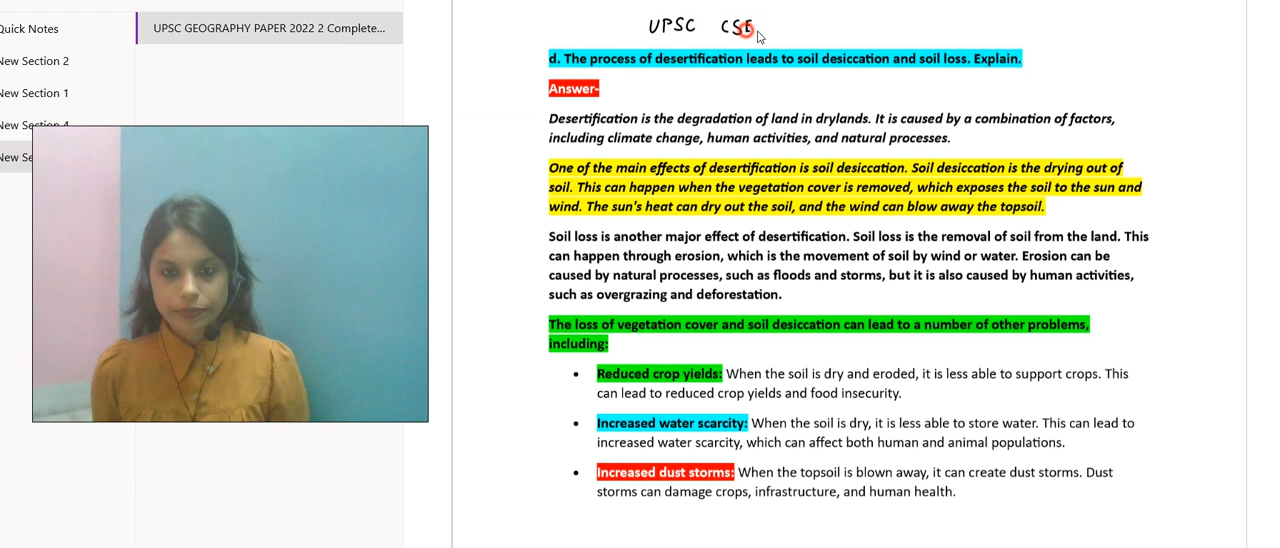 Quick Notes
UPSC GEOGRAPHY PAPER 2022 2 Complete...
New Section 2
New Section 1
New Section 4
New Se
UPSC CSE
d. The process of desertification leads to soil desiccation and soil loss. Explain.
Answer-
Desertification is the degradation of land in drylands. It is caused by a combination of factors,
including climate change, human activities, and natural processes.
One of the main effects of desertification is soil desiccation. Soil desiccation is the drying out of
soil. This can happen when the vegetation cover is removed, which exposes the soil to the sun and
wind. The sun's heat can dry out the soil, and the wind can blow away the topsoil.
Soil loss is another major effect of desertification. Soil loss is the removal of soil from the land. This
can happen through erosion, which is the movement of soil by wind or water. Erosion can be
caused by natural processes, such as floods and storms, but it is also caused by human activities,
such as overgrazing and deforestation.
The loss of vegetation cover and soil desiccation can lead to a number of other problems,
including:
• Reduced crop yields: When the soil is dry and eroded, it is less able to support crops. This
can lead to reduced crop yields and food insecurity.
• Increased water scarcity: When the soil is dry, it is less able to store water. This can lead to
increased water scarcity, which can affect both human and animal populations.
• Increased dust storms: When the topsoil is blown away, it can create dust storms. Dust
storms can damage crops, infrastructure, and human health.